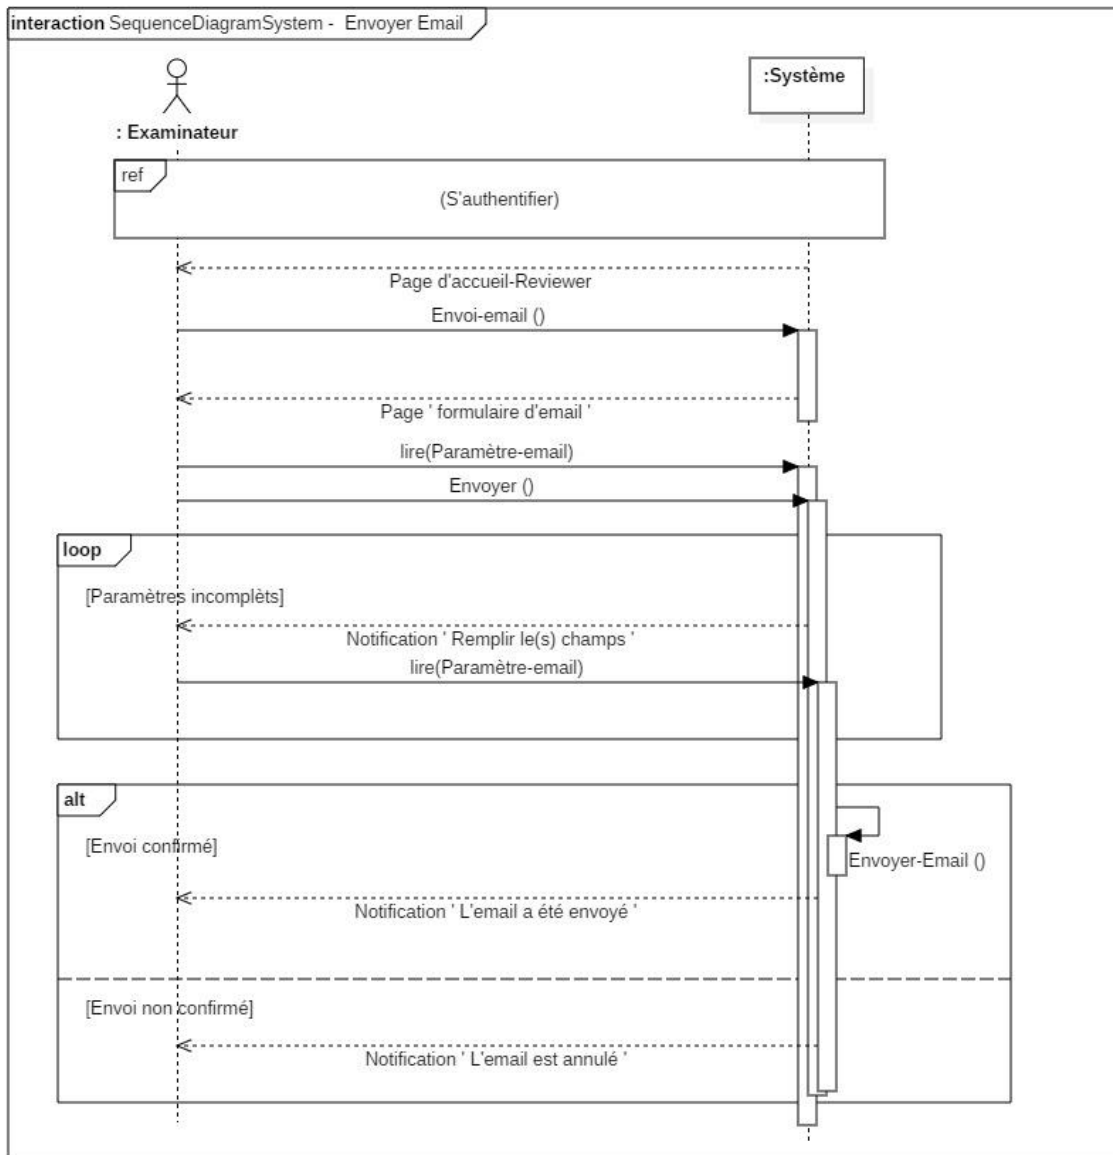 interaction SequenceDiagramSystem - Envoyer Email
:Système
: Examinateur
ref
(S'authentifier)
Page d'accueil-Reviewer
Envoi-email ()
Page ' formulaire d'email '
lire(Paramètre-email)
Envoyer ()
loop
[Paramètres incomplèts]
Notification ' Remplir le(s) champs '
lire(Paramètre-email)
alt
[Envoi confirmé]
Envoyer-Email ()
Notification ' L'email a été envoyé '
[Envoi non confirmé]
Notification ' L'email est annulé '